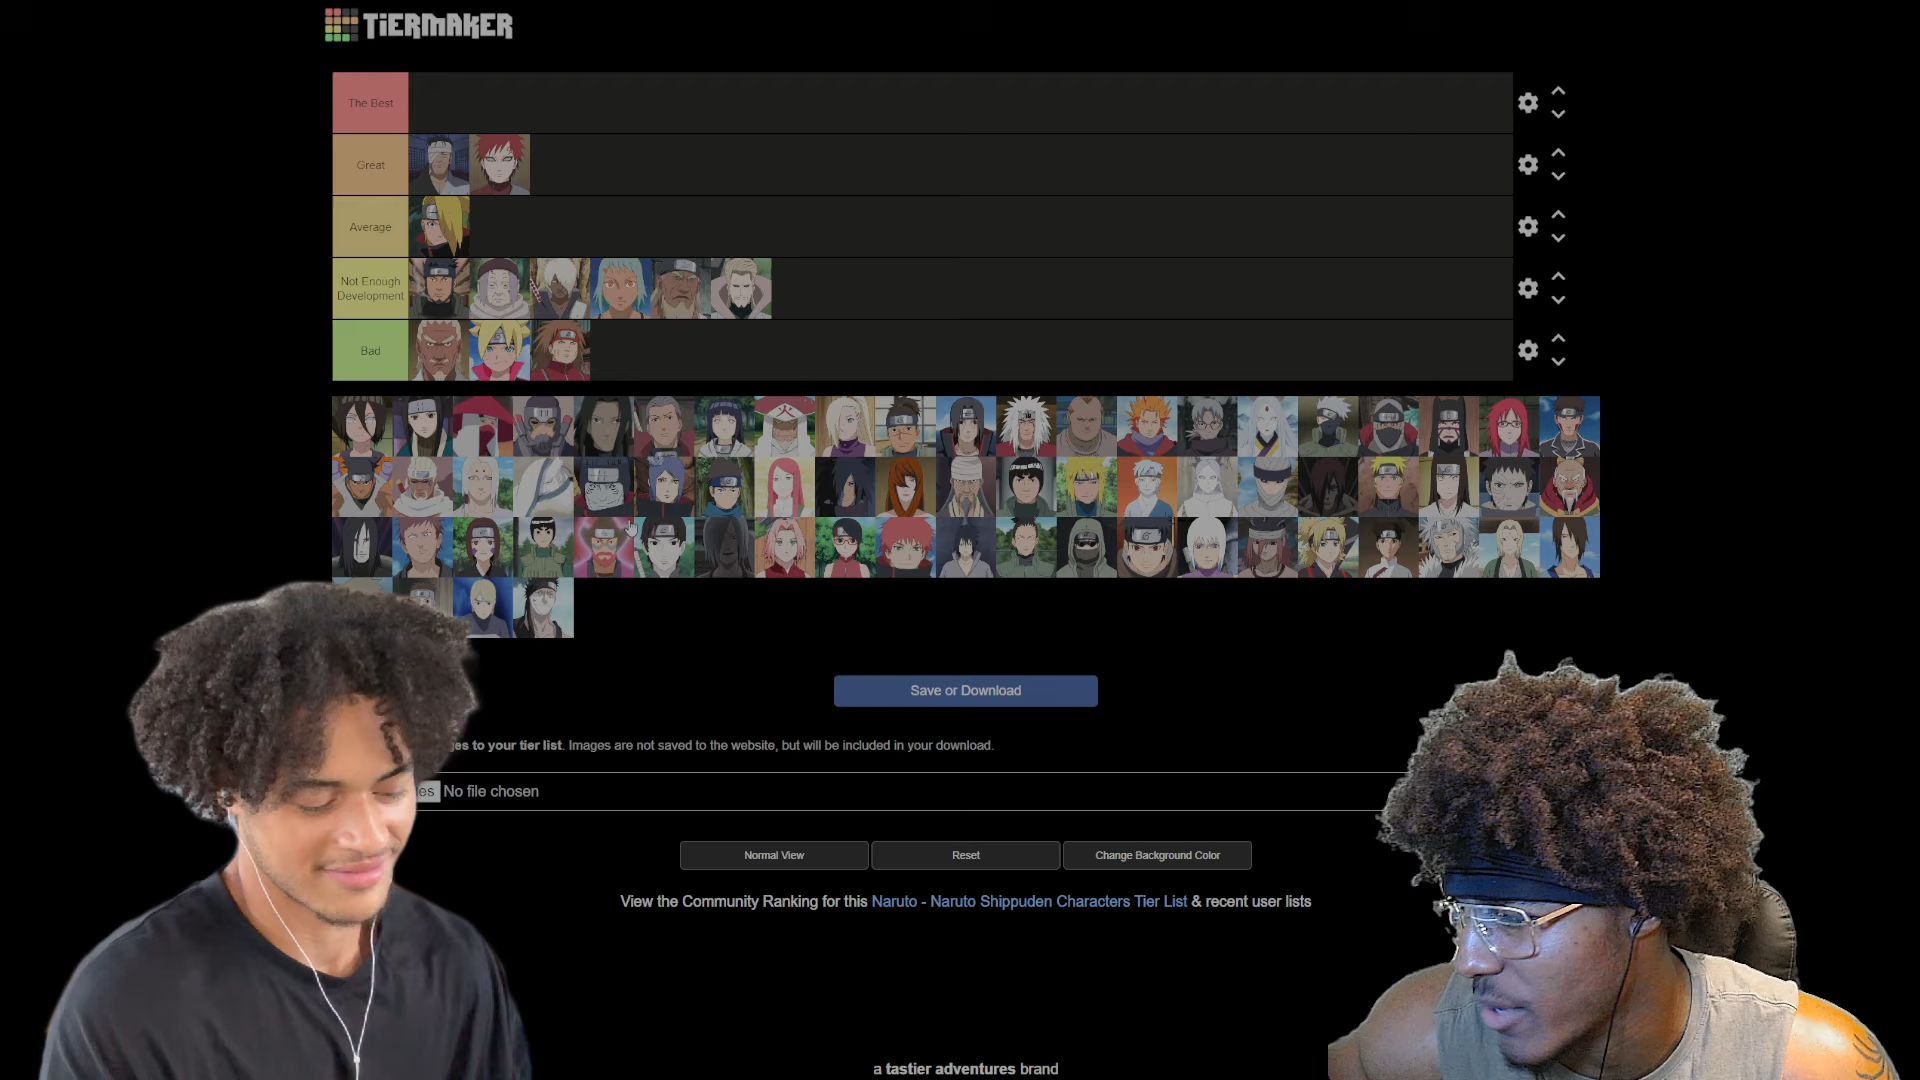 TiERMAKER
The Best
Great
Average
Not Enough
Development
Bad
火
Save or Download
es to your tier list. Images are not saved to the website, but will be included in your download.
es No file chosen
Normal View
Reset
Change Background Color
View the Community Ranking for this Naruto - Naruto Shippuden Characters Tier List & recent user lists
a tastier adventures brand